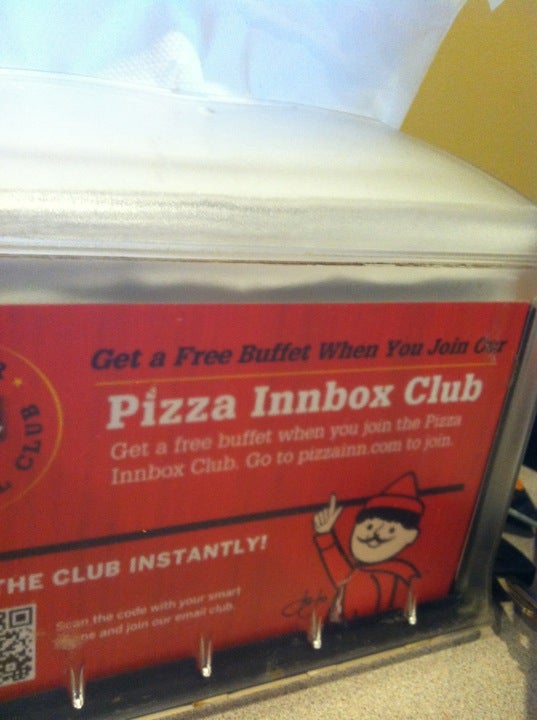 Get a Free Buffet When You Join Our
Pizza Innbox Club
Get a free buffet when you join the Pizza
Innbox Club. Go to pizzainn.com to join.
CLUB
THE CLUB INSTANTLY!
Scan the code with your smart
and join our email club.